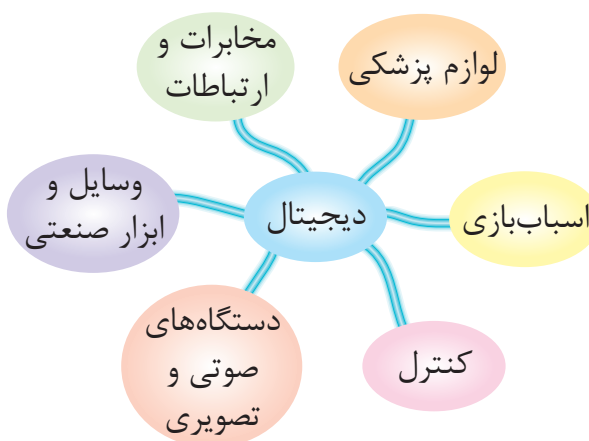 مخابرات و
ارتباطات
لوازم پزشکی
وسایل و
ابزار صنعتی
دیجیتال
اسباب‌بازی
دستگاه‌های
صوتی و
تصویری
کنترل